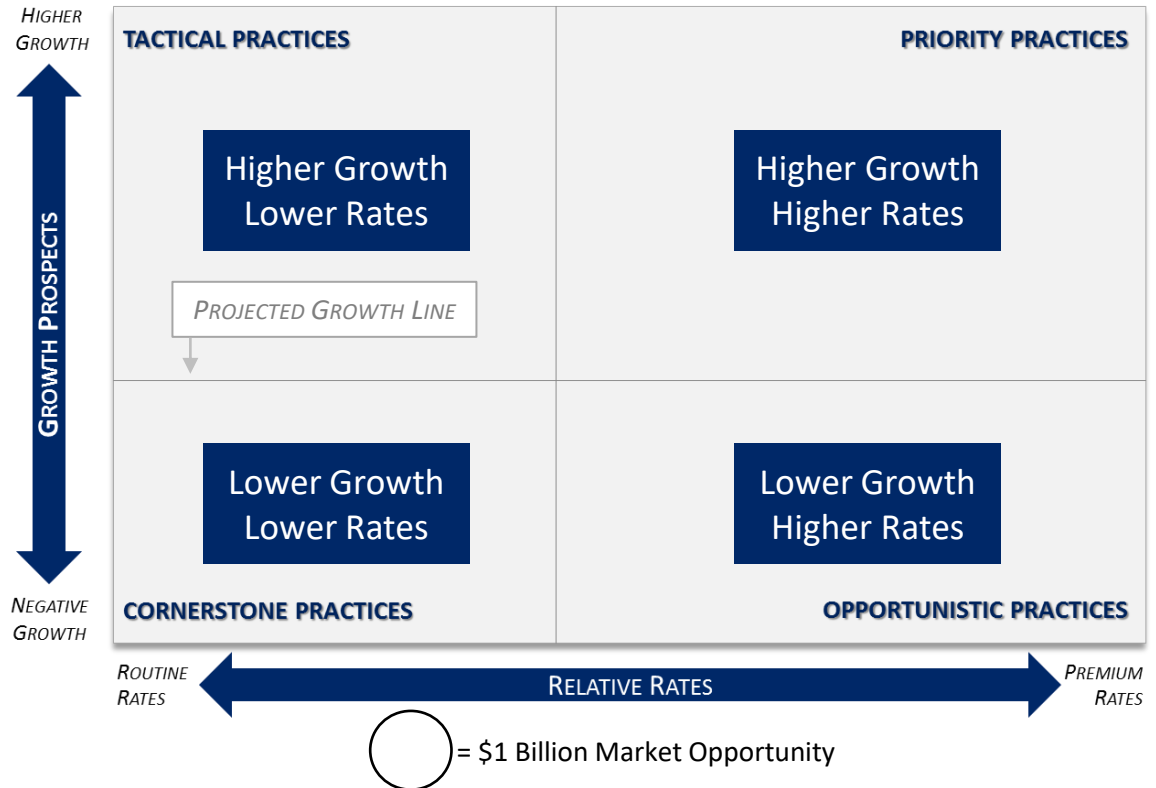 HIGHER
GROWTH
TACTICAL PRACTICES
PRIORITY PRACTICES
Higher Growth
Lower Rates
Higher Growth
Higher Rates
GROWTH PROSPECTS
PROJECTED GROWTH LINE
Lower Growth
Lower Rates
Lower Growth
Higher Rates
NEGATIVE
GROWTH
CORNERSTONE PRACTICES
OPPORTUNISTIC PRACTICES
ROUTINE
RATES
RELATIVE RATES
PREMIUM
RATES
= $1 Billion Market Opportunity